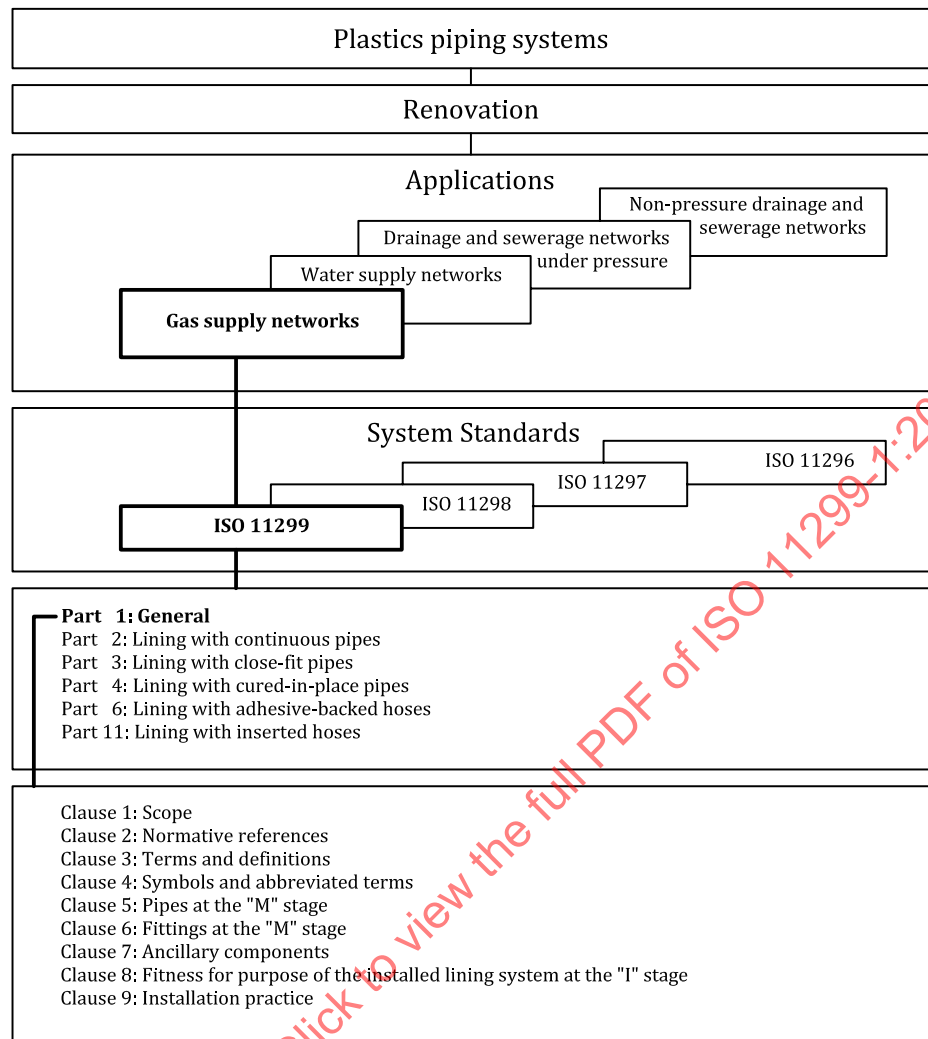 Plastics piping systems
Renovation
Applications
Non-pressure drainage and
sewerage networks
Drainage and sewerage networks
under pressure
Water supply networks
Gas supply networks
System Standards
ISO 11296
ISO 11297
ISO 11298
ISO 11299
Part 1: General
Part 2: Lining with continuous pipes
Part 3: Lining with close-fit pipes
Part 4: Lining with cured-in-place pipes
Part 6: Lining with adhesive-backed hoses
Part 11: Lining with inserted hoses
Clause 1: Scope
Clause 2: Normative references
Clause 3: Terms and definitions
Clause 4: Symbols and abbreviated terms
Clause 5: Pipes at the "M" stage
Clause 6: Fittings at the "M" stage
Clause 7: Ancillary components
Clause 8: Fitness for purpose of the installed lining system at the "I" stage
Clause 9: Installation practice
to view the full PDF of ISO 11299-1:20